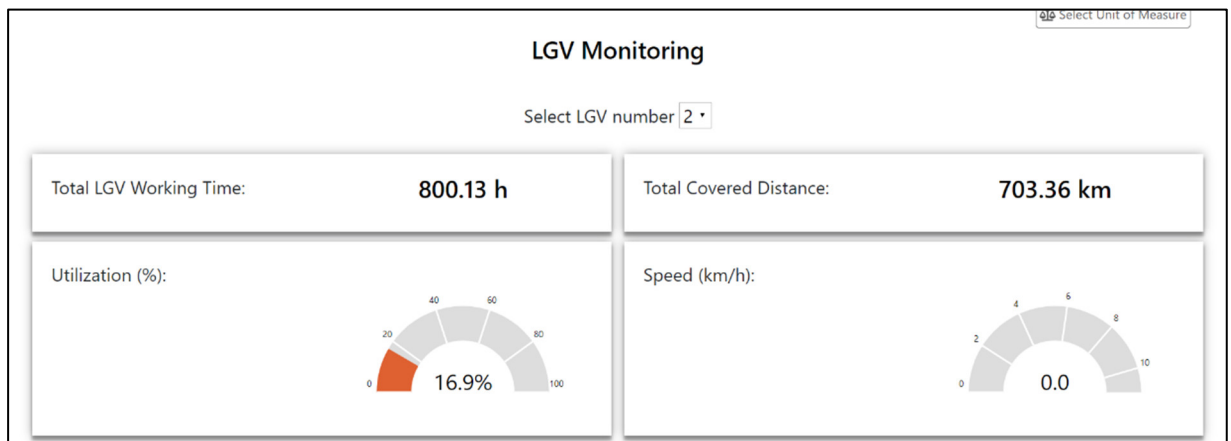 Select Unit of Measure
LGV Monitoring
Select LGV number 2
Total LGV Working Time: 800.13 h
Total Covered Distance: 703.36 km
Utilization (%):
0 20 40 60 80 100
16.9%
Speed (km/h):
0 2 4 6 8 10
0.0